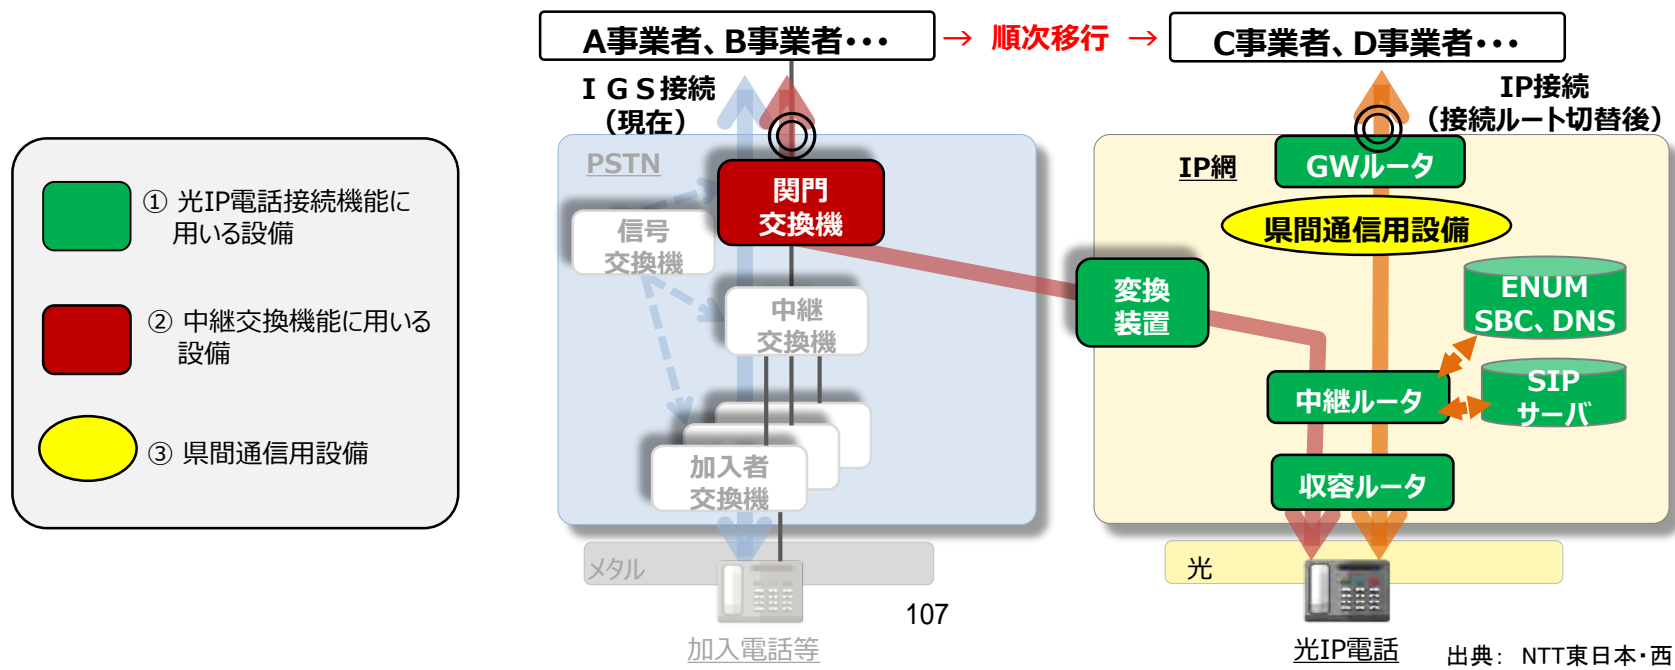 A事業者、B事業者・・・
→ 順次移行 →
C事業者、D事業者・・・
ＩＧＳ接続
（現在）
IP接続
（接続ルート切替後）
① 光IP電話接続機能に
用いる設備
② 中継交換機能に用いる
設備
③ 県間通信用設備
PSTN
関門
交換機
信号
交換機
中継
交換機
加入者
交換機
メタル
加入電話等
IP網
GWルータ
県間通信用設備
変換
装置
ENUM
SBC、DNS
中継ルータ
SIP
サーバ
収容ルータ
光
光IP電話
107
出典： NTT東日本・西